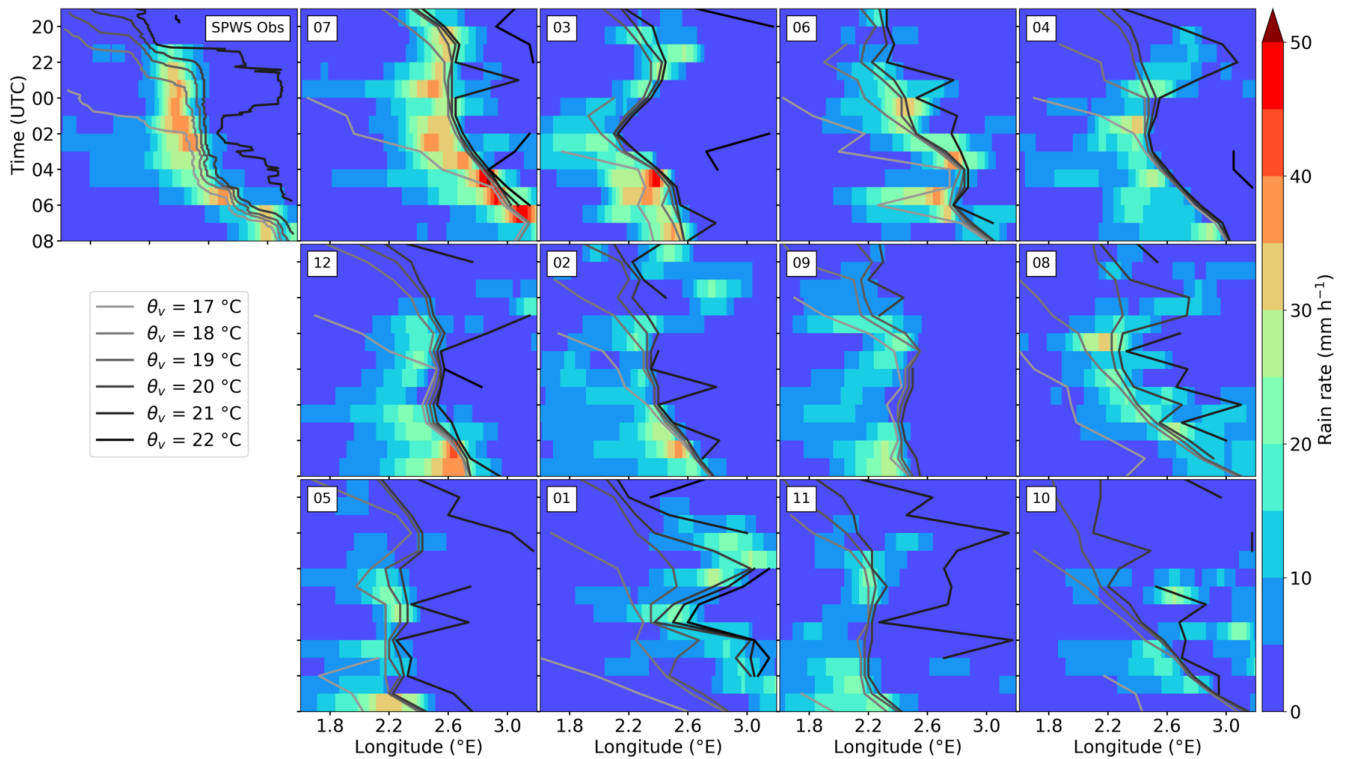 SPWS Obs
07
03
06
04
20
22
00
02
04
06
08
Time (UTC)
12
02
09
08
θv = 17 °C
θv = 18 °C
θv = 19 °C
θv = 20 °C
θv = 21 °C
θv = 22 °C
05
01
11
10
1.8 2.2 2.6 3.0
1.8 2.2 2.6 3.0
1.8 2.2 2.6 3.0
1.8 2.2 2.6 3.0
Longitude (°E)
Longitude (°E)
Longitude (°E)
Longitude (°E)
50
40
30
20
10
0
Rain rate (mm h⁻¹)